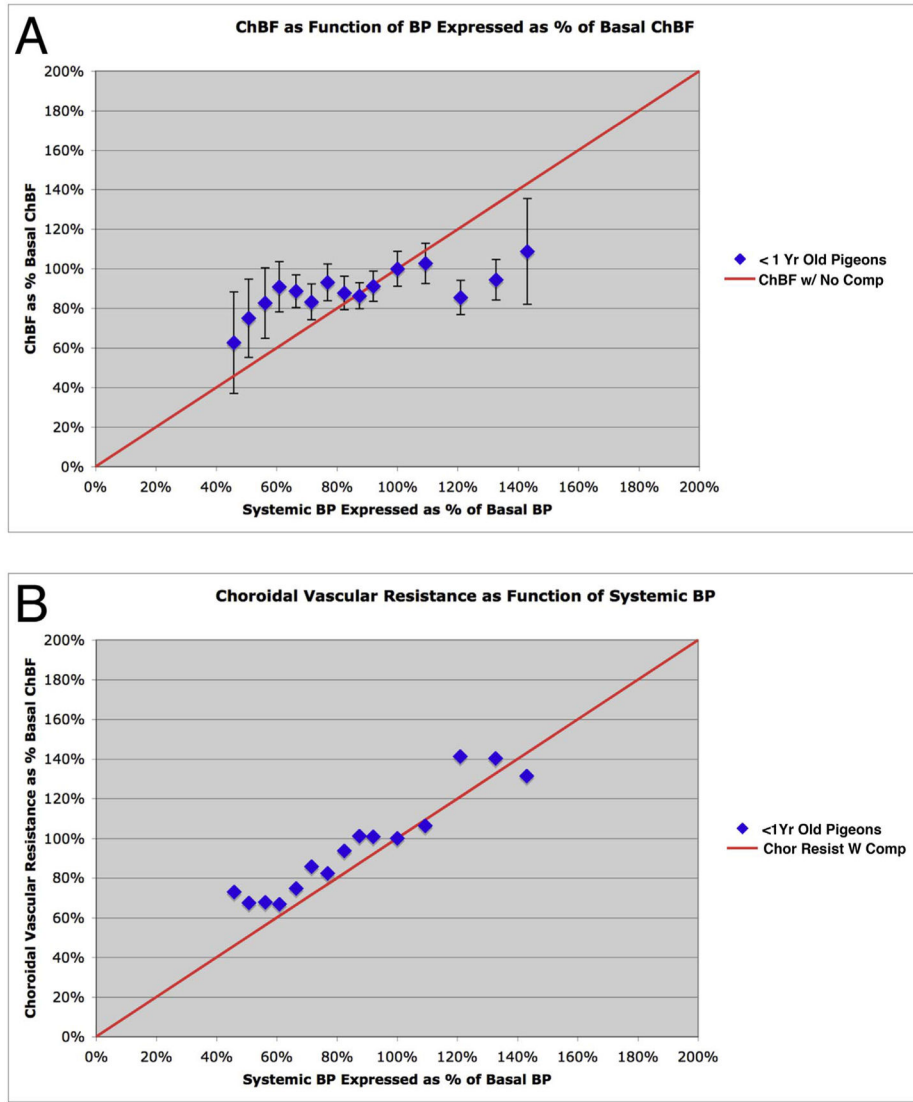 A
ChBF as Function of BP Expressed as % of Basal ChBF
ChBF as % Basal ChBF
200%
180%
160%
140%
120%
100%
80%
60%
40%
20%
0%
0% 20% 40% 60% 80% 100% 120% 140% 160% 180% 200%
Systemic BP Expressed as % of Basal BP
< 1 Yr Old Pigeons
ChBF w/ No Comp
B
Choroidal Vascular Resistance as Function of Systemic BP
Choroidal Vascular Resistance as % Basal ChBF
200%
180%
160%
140%
120%
100%
80%
60%
40%
20%
0%
0% 20% 40% 60% 80% 100% 120% 140% 160% 180% 200%
Systemic BP Expressed as % of Basal BP
<1Yr Old Pigeons
Chor Resist W Comp